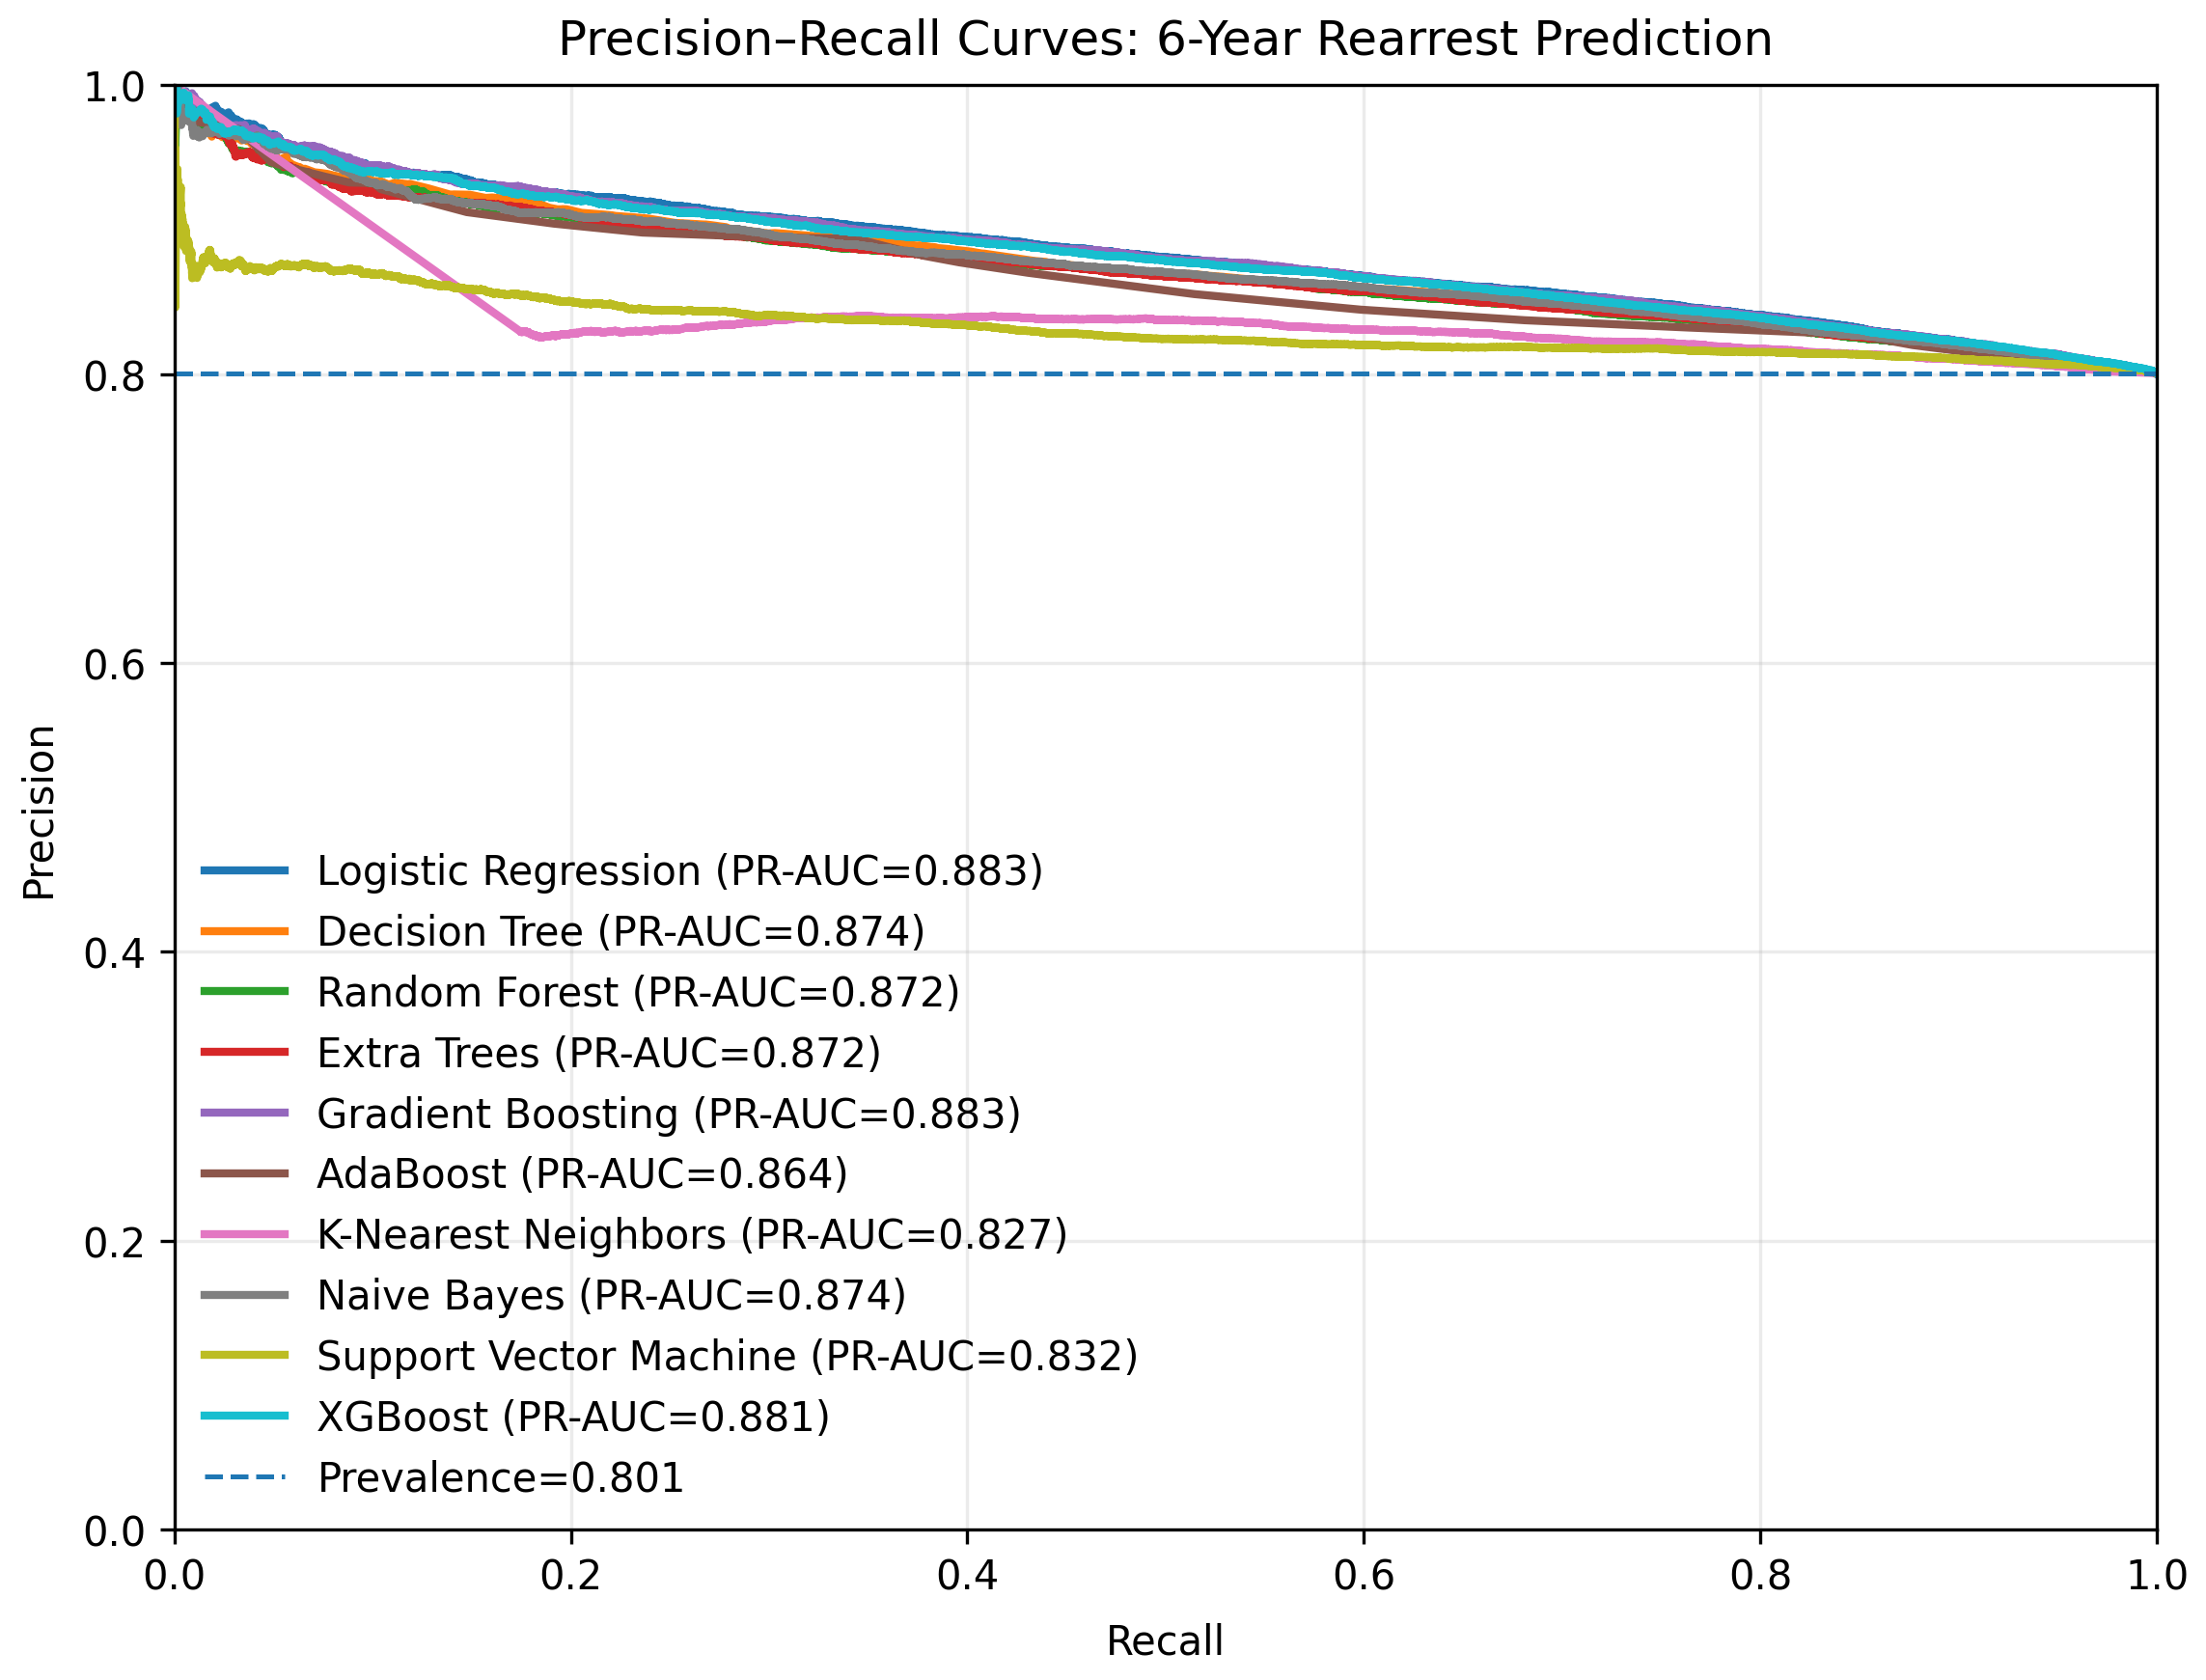 Precision–Recall Curves: 6-Year Rearrest Prediction
1.0
0.8
0.6
0.4
0.2
0.0
Precision
Logistic Regression (PR-AUC=0.883)
Decision Tree (PR-AUC=0.874)
Random Forest (PR-AUC=0.872)
Extra Trees (PR-AUC=0.872)
Gradient Boosting (PR-AUC=0.883)
AdaBoost (PR-AUC=0.864)
K-Nearest Neighbors (PR-AUC=0.827)
Naive Bayes (PR-AUC=0.874)
Support Vector Machine (PR-AUC=0.832)
XGBoost (PR-AUC=0.881)
Prevalence=0.801
0.0 0.2 0.4 0.6 0.8 1.0
Recall